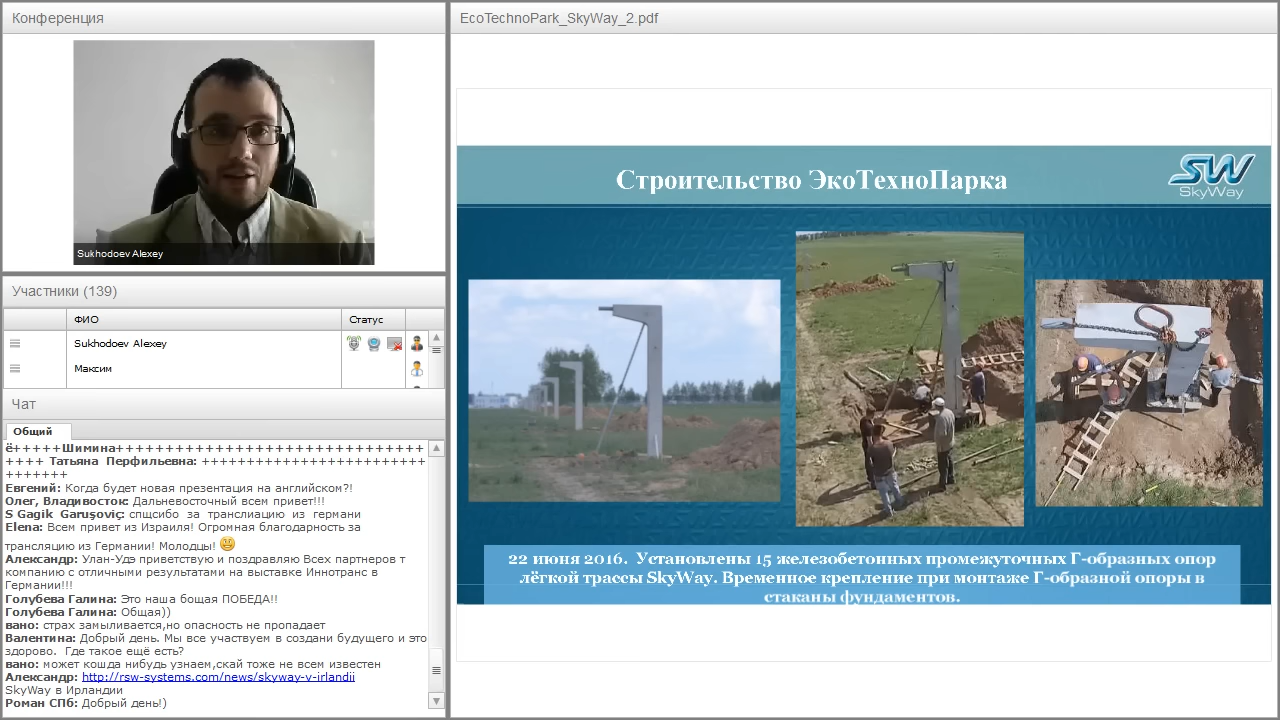 Конференция
Sukhodoev Alexey
Участники (139)
ФИО
Статус
Sukhodoev Alexey
Максим
Чат
Общий
ё+++++Шимина++++++++++++++++++++++++++++++++++
++++ Татьяна Перфильевна: +++++++++++++++++++++++++
+++++++
Евгений: Когда будет новая презентация на английском?!
Олег, Владивосток: Дальневосточный всем привет!!!
S Gagik Garuşoviç: спщсибо за транслиацию из германи
Elena: Всем привет из Израиля! Огромная благодарность за
трансляцию из Германии! Молодцы!
Александр: Улан-Удэ приветствую и поздравляю Всех партнеров т
компанию с отличными результатами на выставке Иннотранс в
Германии!!!
Голубева Галина: Это наша бощая ПОБЕДА!!
Голубева Галина: Общая))
вано: страх замыливается,но опасность не пропадает
Валентина: Добрый день. Мы все участвуем в создани будущего и это
здорово. Где такое ещё есть?
вано: может кощда нибудь узнаем,скай тоже не всем известен
Александр: http://rsw-systems.com/news/skyway-v-irlandii
SkyWay в Ирландии
Роман СПб: Добрый день!)
EcoTechnoPark_SkyWay_2.pdf
Строительство ЭкоТехноПарка
SW
SkyWay
22 июня 2016. Установлены 15 железобетонных промежуточных Г-образных опор
лёгкой трассы SkyWay. Временное крепление при монтаже Г-образной опоры в
стаканы фундаментов.